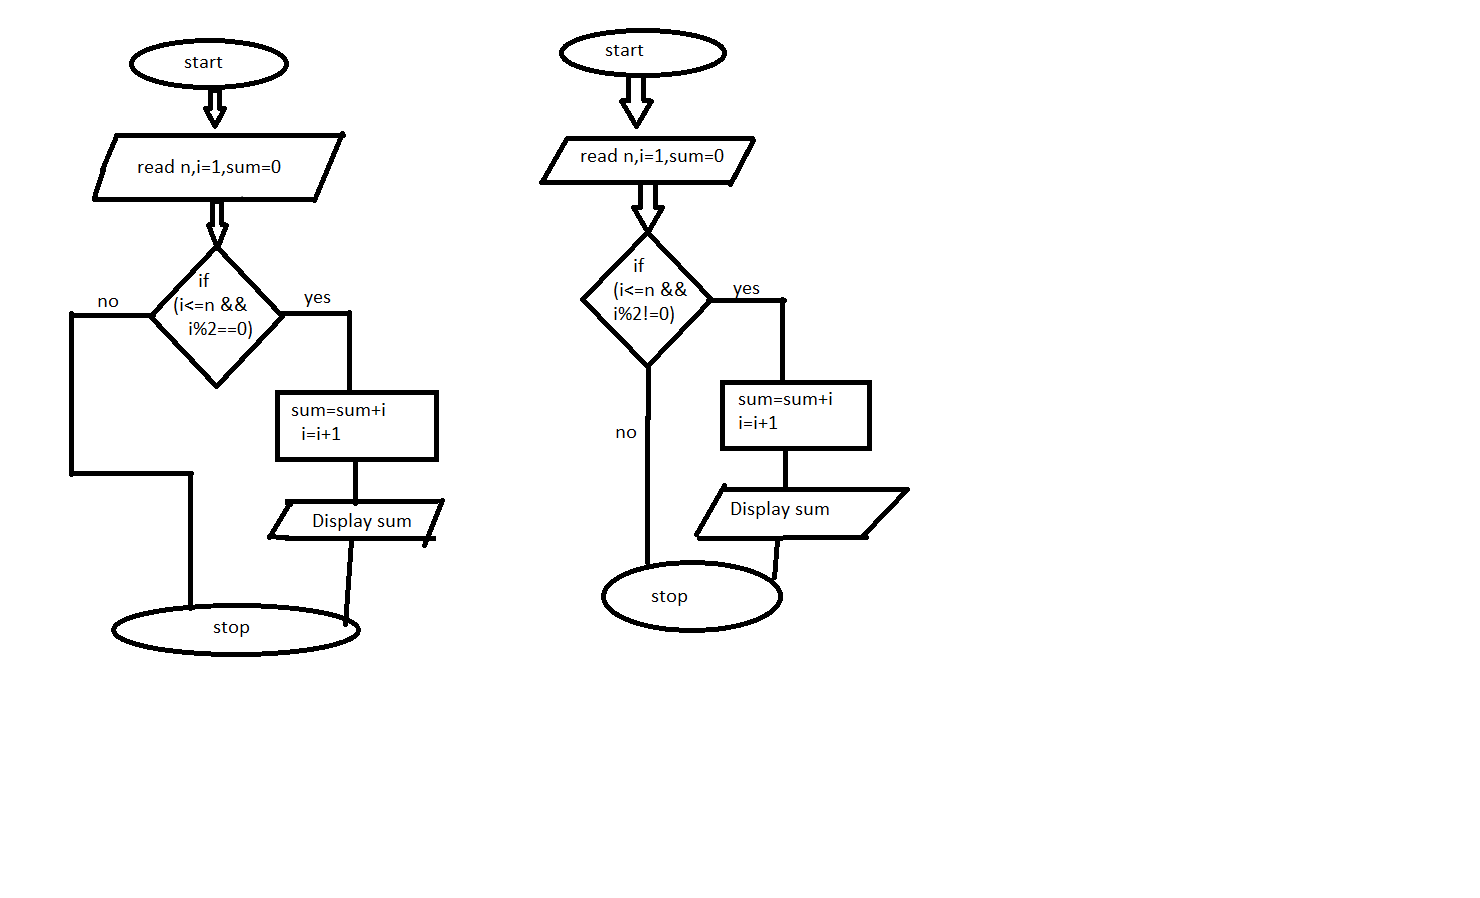 start
read n,i=1,sum=0
if
(i<=n &&
i%2==0)
no
yes
sum=sum+i
i=i+1
Display sum
stop
start
read n,i=1,sum=0
if
(i<=n &&
i%2!=0)
yes
no
sum=sum+i
i=i+1
Display sum
stop